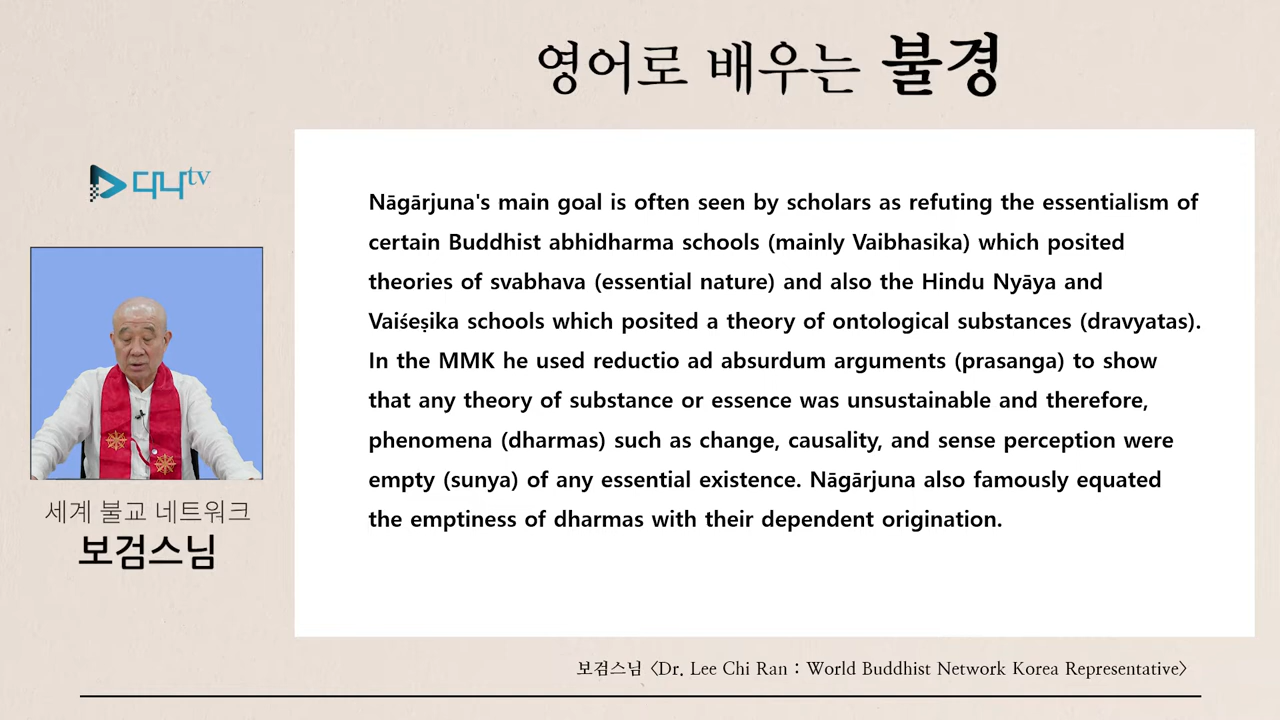 영어로 배우는 불경
디나tv
Nāgārjuna's main goal is often seen by scholars as refuting the essentialism of
certain Buddhist abhidharma schools (mainly Vaibhasika) which posited
theories of svabhava (essential nature) and also the Hindu Nyāya and
Vaiśeṣika schools which posited a theory of ontological substances (dravyatas).
In the MMK he used reductio ad absurdum arguments (prasanga) to show
that any theory of substance or essence was unsustainable and therefore,
phenomena (dharmas) such as change, causality, and sense perception were
empty (sunya) of any essential existence. Nāgārjuna also famously equated
the emptiness of dharmas with their dependent origination.
세계 불교 네트워크
보검스님
보검스님 <Dr. Lee Chi Ran : World Buddhist Network Korea Representative>